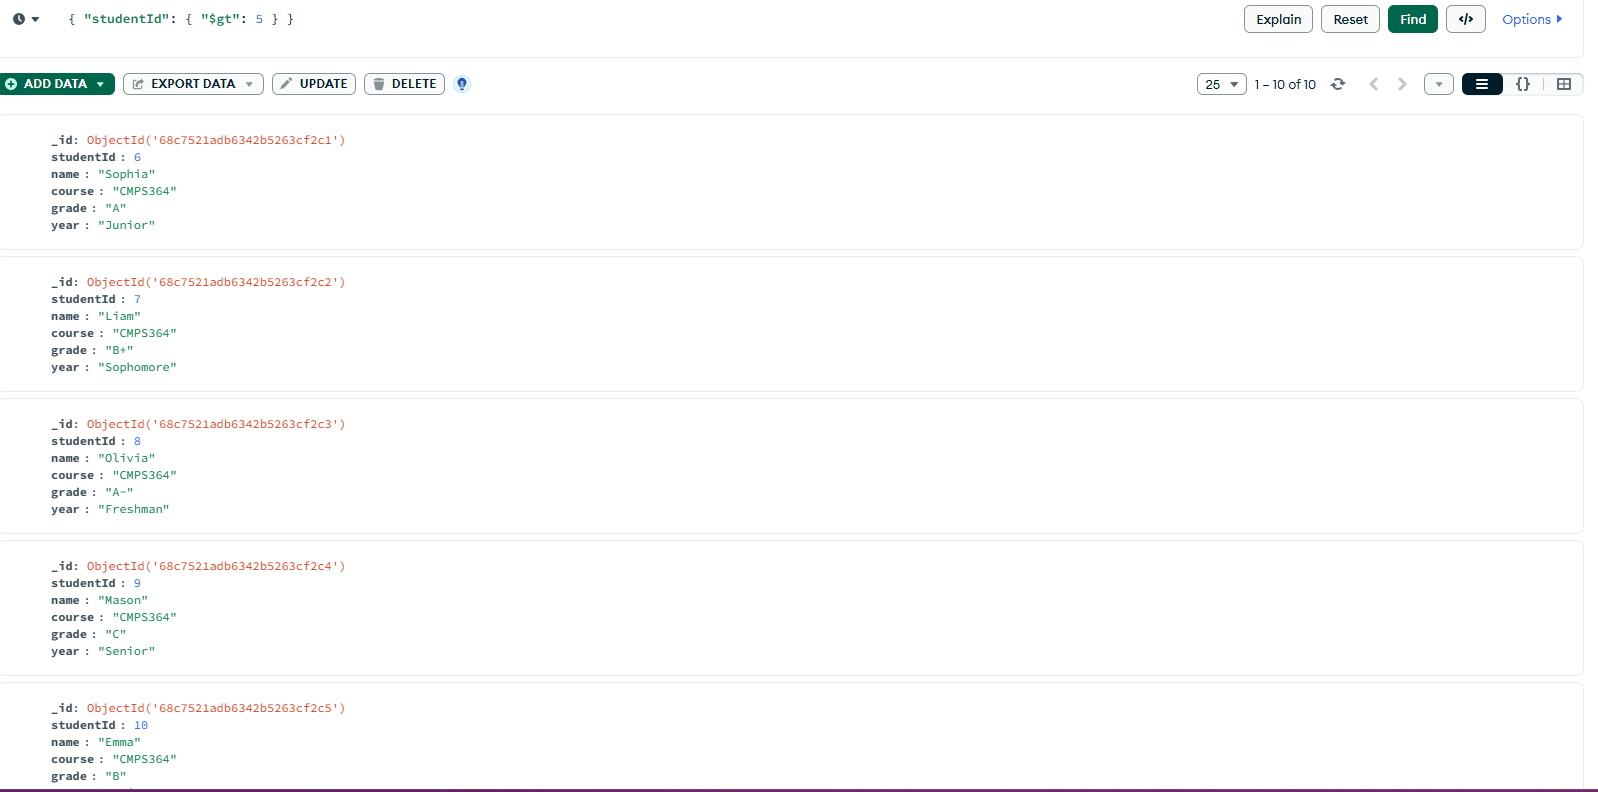 { "studentId": { "$gt": 5 } }
Explain Reset Find </> Options
ADD DATA EXPORT DATA UPDATE DELETE 25 1 – 10 of 10 {}
_id: ObjectId('68c7521adb6342b5263cf2c1')
studentId : 6
name : "Sophia"
course : "CMPS364"
grade : "A"
year : "Junior"
_id: ObjectId('68c7521adb6342b5263cf2c2')
studentId : 7
name : "Liam"
course : "CMPS364"
grade : "B+"
year : "Sophomore"
_id: ObjectId('68c7521adb6342b5263cf2c3')
studentId : 8
name : "Olivia"
course : "CMPS364"
grade : "A-"
year : "Freshman"
_id: ObjectId('68c7521adb6342b5263cf2c4')
studentId : 9
name : "Mason"
course : "CMPS364"
grade : "C"
year : "Senior"
_id: ObjectId('68c7521adb6342b5263cf2c5')
studentId : 10
name : "Emma"
course : "CMPS364"
grade : "B"